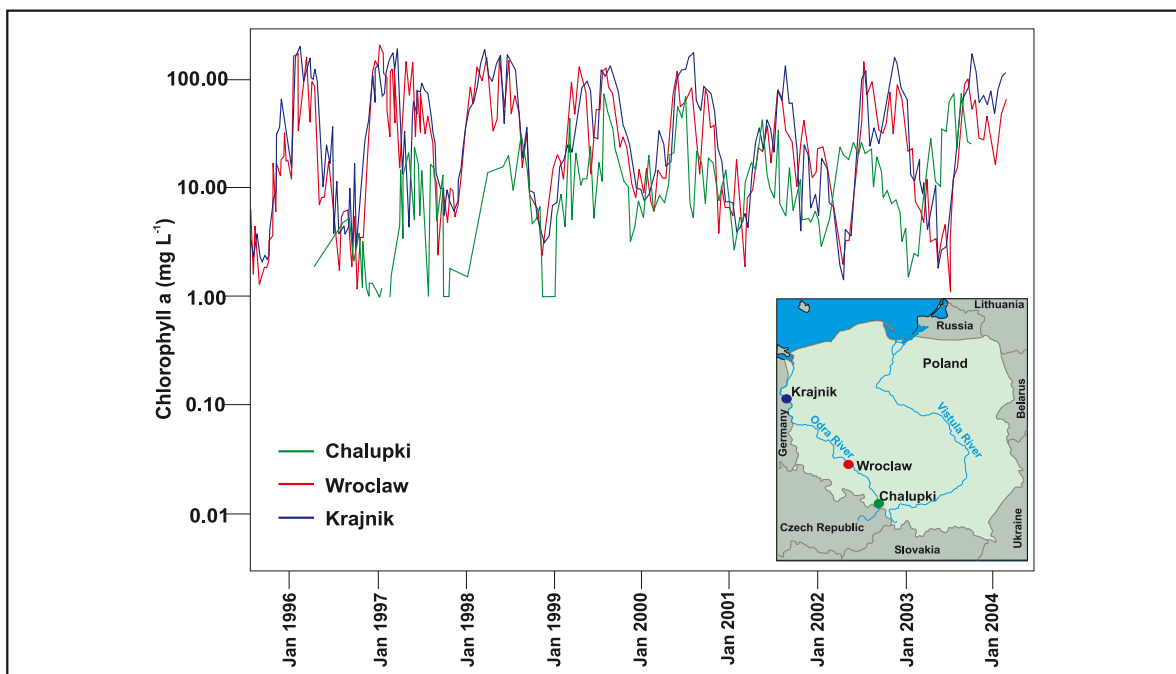 Chlorophyll a (mg L⁻¹)
100.00
10.00
1.00
0.10
0.01
Chalupki
Wroclaw
Krajnik
Jan 1996
Jan 1997
Jan 1998
Jan 1999
Jan 2000
Jan 2001
Jan 2002
Jan 2003
Jan 2004
Lithuania
Russia
Poland
Belarus
Krajnik
Germany
Odra River
Vistula River
Wroclaw
Chalupki
Czech Republic
Ukraine
Slovakia